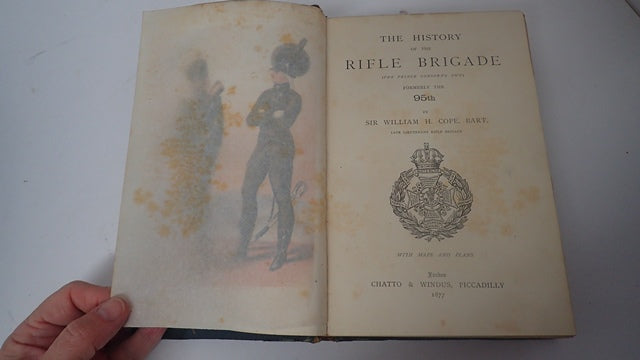 THE HISTORY
OF THE
RIFLE BRIGADE
(THE PRINCE CONSORT'S OWN)
FORMERLY THE
95th
BY
SIR WILLIAM H. COPE, BART.
LATE LIEUTENANT RIFLE BRIGADE
WITH MAPS AND PLANS
London
CHATTO & WINDUS, PICCADILLY
1877